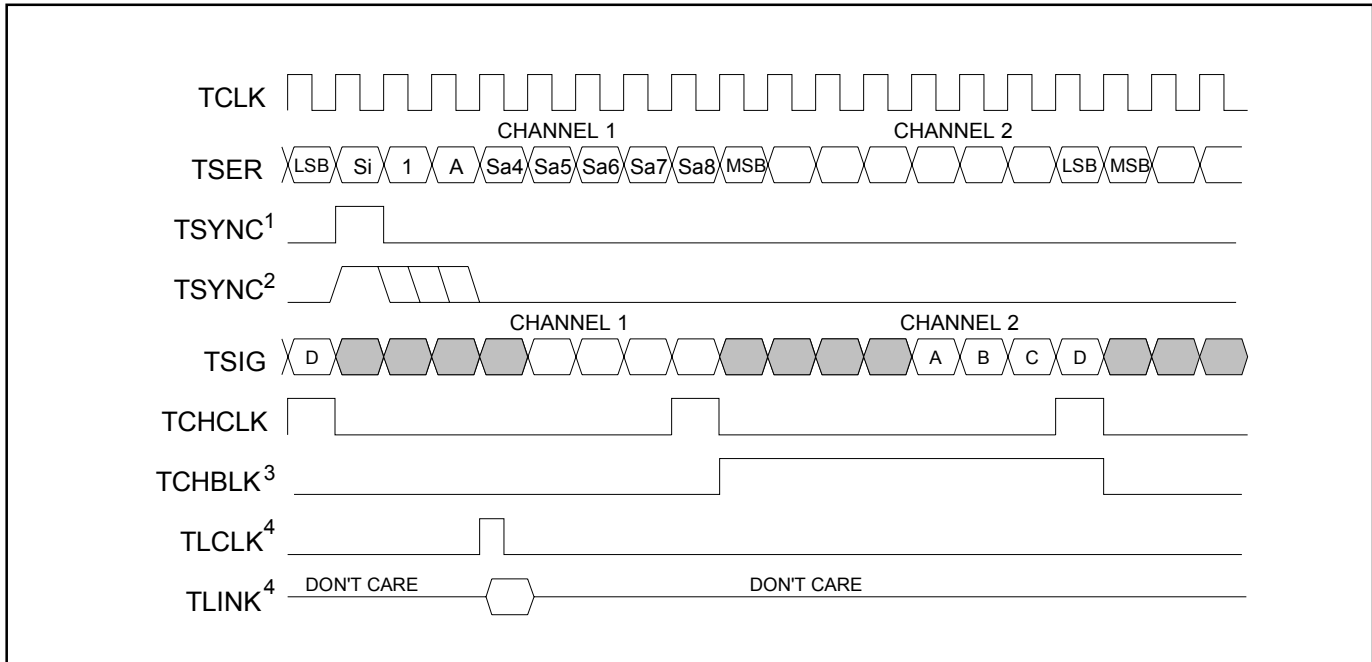 TCLK
CHANNEL 1 CHANNEL 2
TSER LSB Si 1 A Sa4 Sa5 Sa6 Sa7 Sa8 MSB LSB MSB
TSYNC1
TSYNC2
CHANNEL 1 CHANNEL 2
TSIG D A B C D
TCHCLK
TCHBLK3
TLCLK4
TLINK4 DON'T CARE DON'T CARE